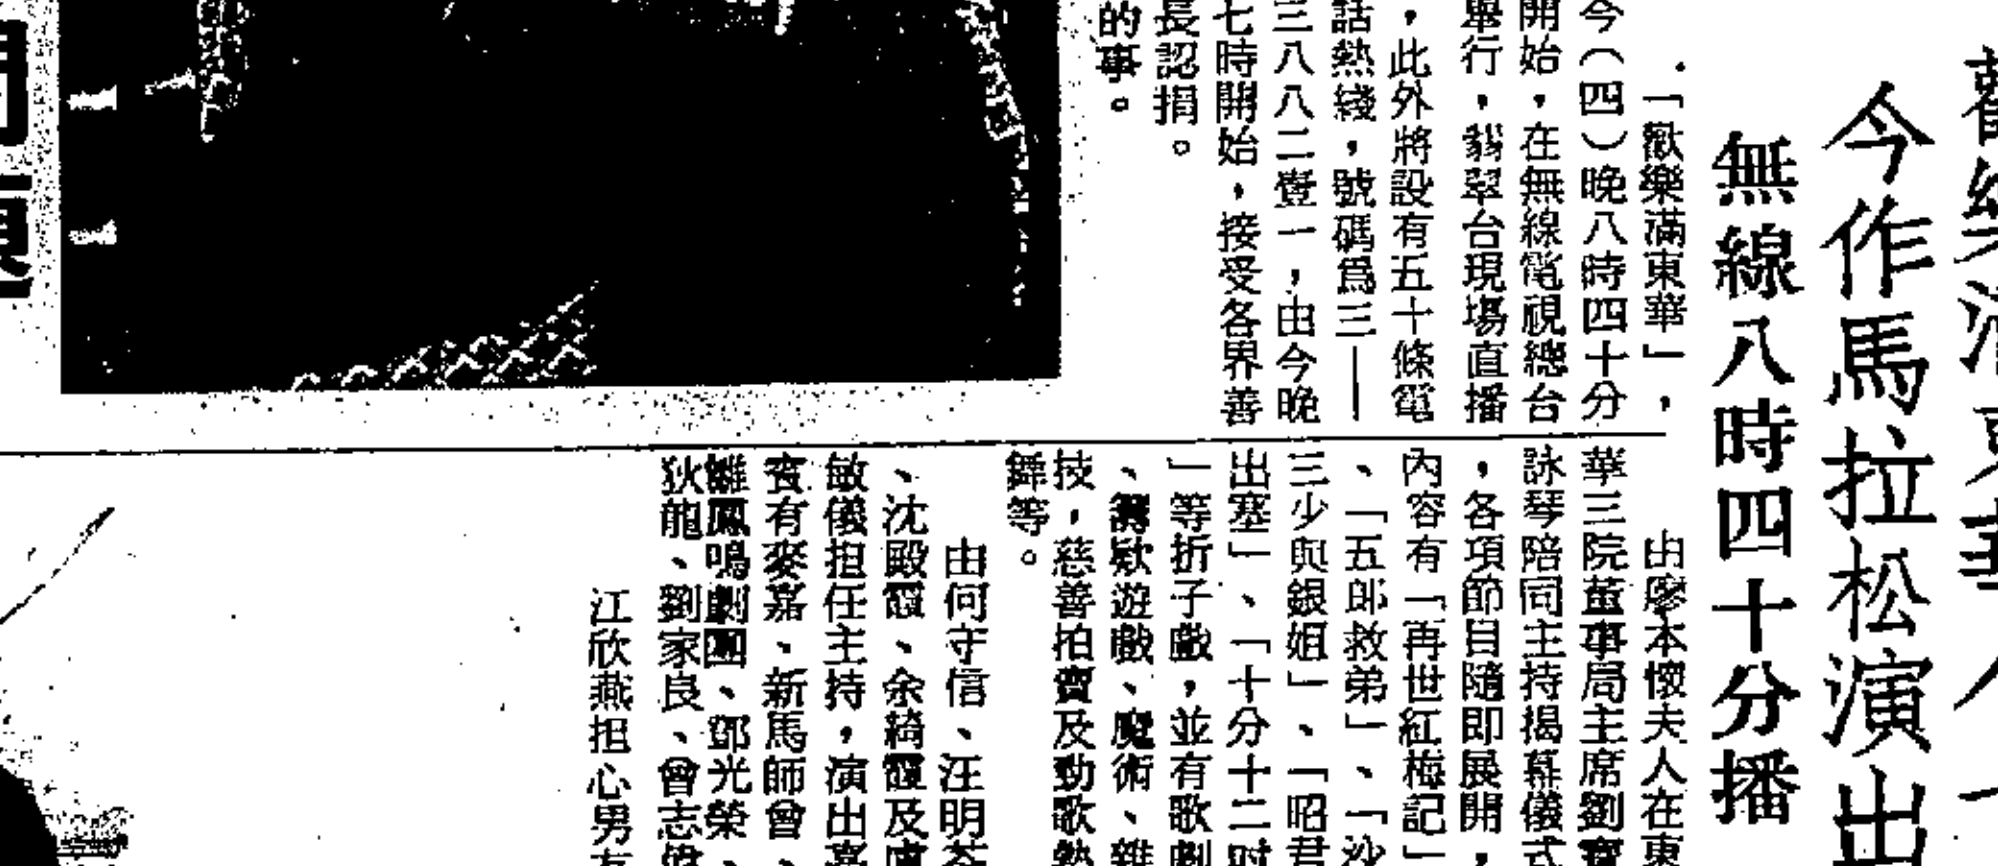 今作馬拉松演出
無線八時四十分播
「歡樂滿東華」，
今（四）晚八時四十分
開始，在無線電視總台
舉行，翡翠台現場直播
，此外將設有五十條電
話熱綫，號碼爲三——
三八八二壹一，由今晚
七時開始，接受各界善
長認捐。
的事。
由廖本懷夫人在東
華三院董事局主席劉寶
詠琴陪同主持揭幕儀式
，各項節目隨即展開，
內容有「再世紅梅記」
、「五郎救弟」、「沙
三少與銀姐」、「昭君
出塞」、「十分十二吋
」等折子戲，並有歌劇
、籌欵遊戲、魔術、雜
技，慈善拍賣及勁歌熱
舞等。
由何守信、汪明荃
、沈殿霞、余綺霞及盧
敏儀担任主持，演出嘉
賓有麥嘉、新馬師曾、
雛鳳鳴劇團、鄧光榮、
狄龍、劉家良、曾志偉
江欣燕担心男友